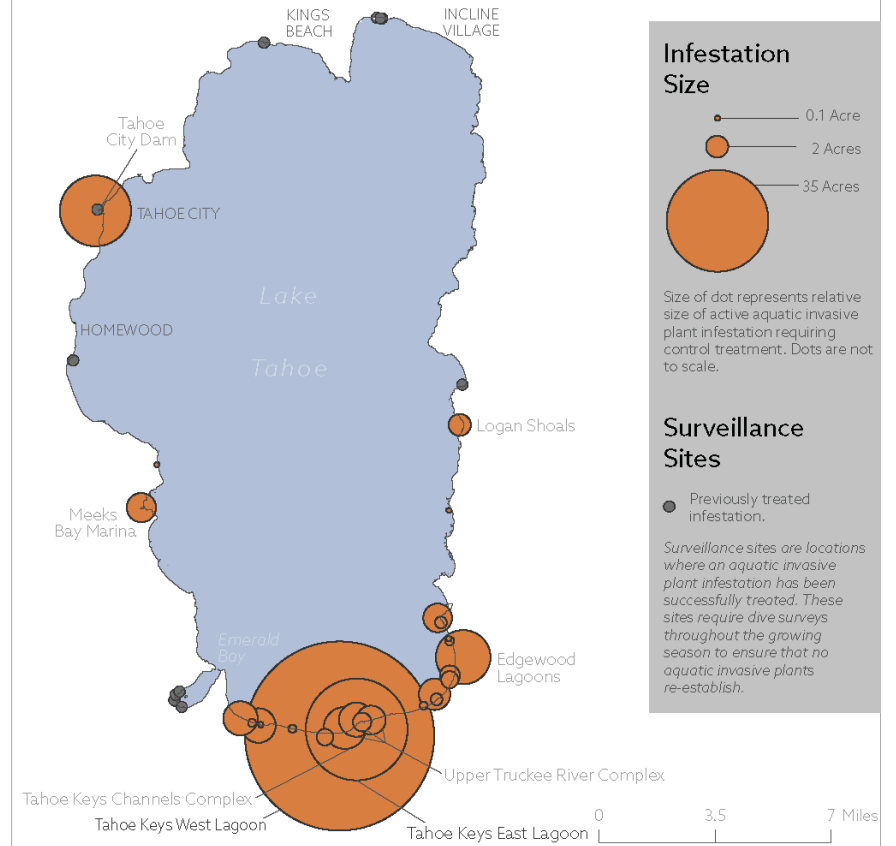 KINGS
BEACH
INCLINE
VILLAGE
Tahoe
City Dam
TAHOE CITY
Lake
Tahoe
HOMEWOOD
Logan Shoals
Meeks
Bay Marina
Emerald
Bay
Edgewood
Lagoons
Upper Truckee River Complex
Tahoe Keys Channels Complex
Tahoe Keys West Lagoon
Tahoe Keys East Lagoon
0 3.5 7 Miles
Infestation
Size
0.1 Acre
2 Acres
35 Acres
Size of dot represents relative
size of active aquatic invasive
plant infestation requiring
control treatment. Dots are not
to scale.
Surveillance
Sites
Previously treated
infestation.
Surveillance sites are locations
where an aquatic invasive
plant infestation has been
successfully treated. These
sites require dive surveys
throughout the growing
season to ensure that no
aquatic invasive plants
re-establish.